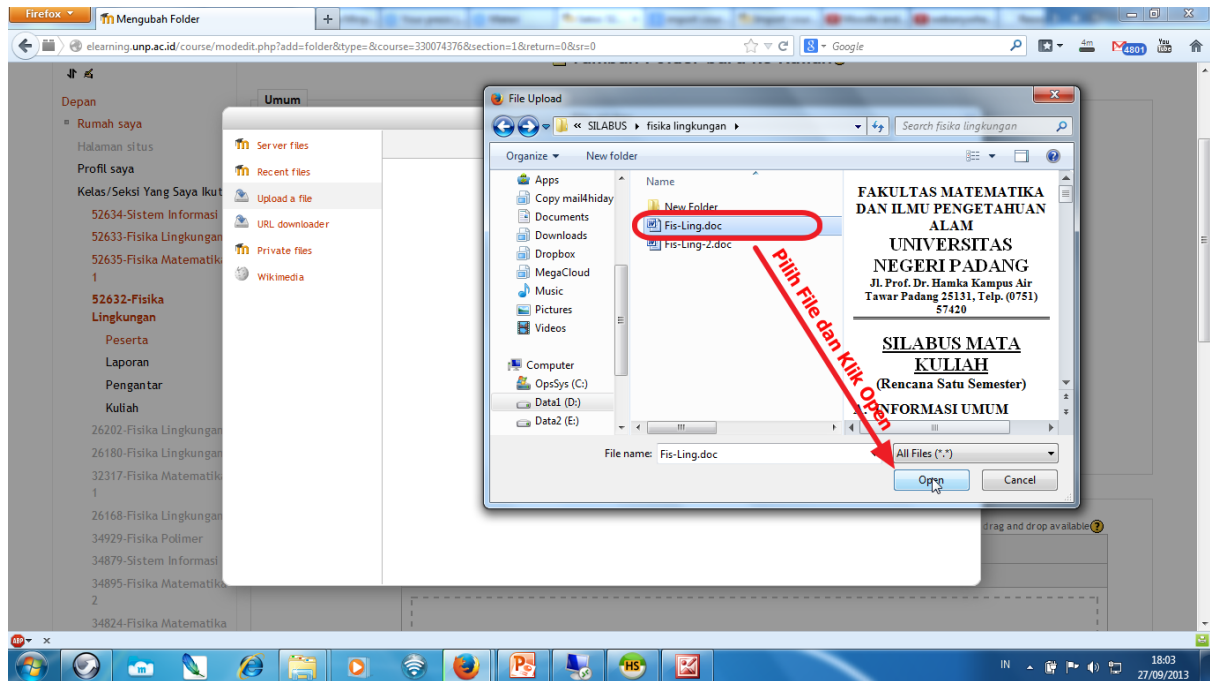 Firefox
Mengubah Folder
elearning.unp.ac.id/course/modedit.php?add=folder&type=&course=330074376&section=1&return=0&sr=0
Google
4m
4801
You
Tube
Depan
Rumah saya
Halaman situs
Profil saya
Kelas/Seksi Yang Saya Ikut
52634-Sistem Informasi
52633-Fisika Lingkungan
52635-Fisika Matematika
1
52632-Fisika
Lingkungan
Peserta
Laporan
Pengantar
Kuliah
26202-Fisika Lingkungan
26180-Fisika Lingkungan
32317-Fisika Matematika
1
26168-Fisika Lingkungan
34929-Fisika Polimer
34879-Sistem Informasi
34895-Fisika Matematika
2
34824-Fisika Matematika
Umum
Server files
Recent files
Upload a file
URL downloader
Private files
Wikimedia
File Upload
« SILABUS fisika lingkungan
Search fisika lingkungan
Organize New folder
Apps
Copy mail4hiday
Documents
Downloads
Dropbox
MegaCloud
Music
Pictures
Videos
Computer
OpsSys (C:)
Data1 (D:)
Data2 (E:)
Name
New Folder
Fis-Ling.doc
Fis-Ling-2.doc
Pilih File dan Klik Open
FAKULTAS MATEMATIKA
DAN ILMU PENGETAHUAN
ALAM
UNIVERSITAS
NEGERI PADANG
Jl. Prof. Dr. Hamka Kampus Air
Tawar Padang 25131, Telp. (0751)
57420
SILABUS MATA
KULIAH
(Rencana Satu Semester)
A. INFORMASI UMUM
File name: Fis-Ling.doc
All Files (*.*)
Open Cancel
drag and drop available
ABP
HS
IN
18:03
27/09/2013